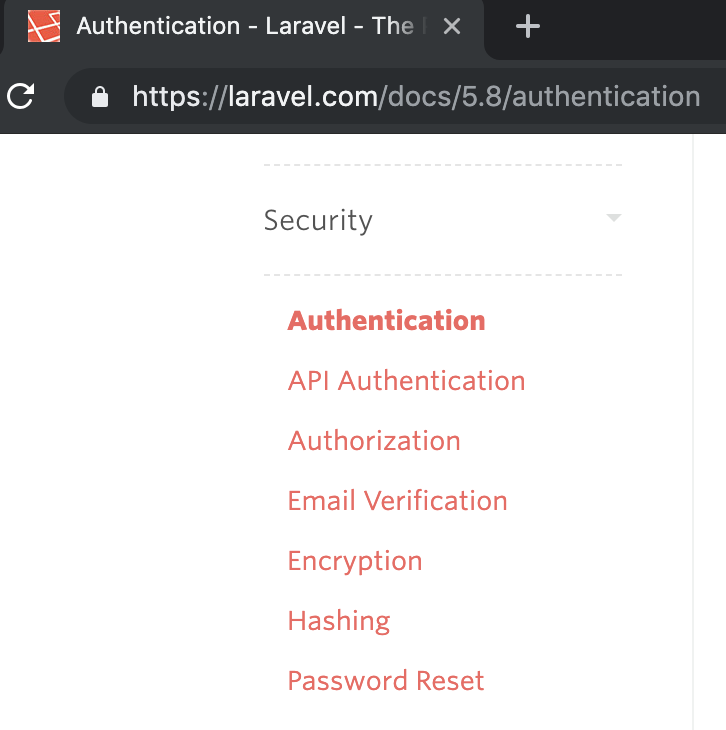 Authentication - Laravel - The
https://laravel.com/docs/5.8/authentication
Security
Authentication
API Authentication
Authorization
Email Verification
Encryption
Hashing
Password Reset